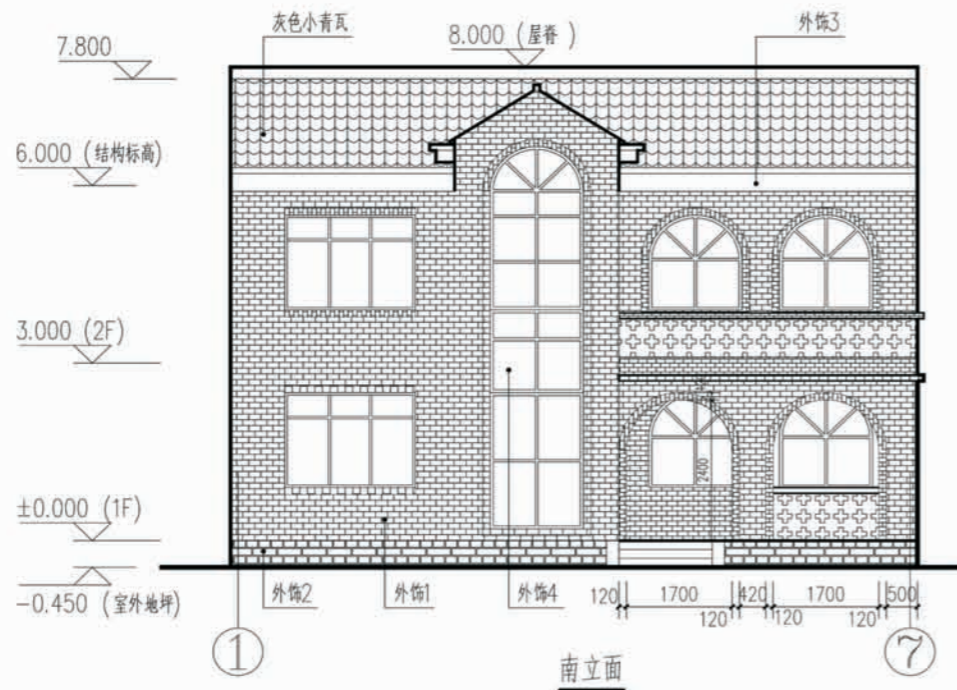 灰色小青瓦
8.000 (屋脊 )
外饰3
7.800
6.000 (结构标高)
3.000 (2F)
2400
±0.000 (1F)
-0.450 (室外地坪)
外饰2
外饰1
外饰4
120
1700
420
1700
500
120
120
120
1
7
南立面